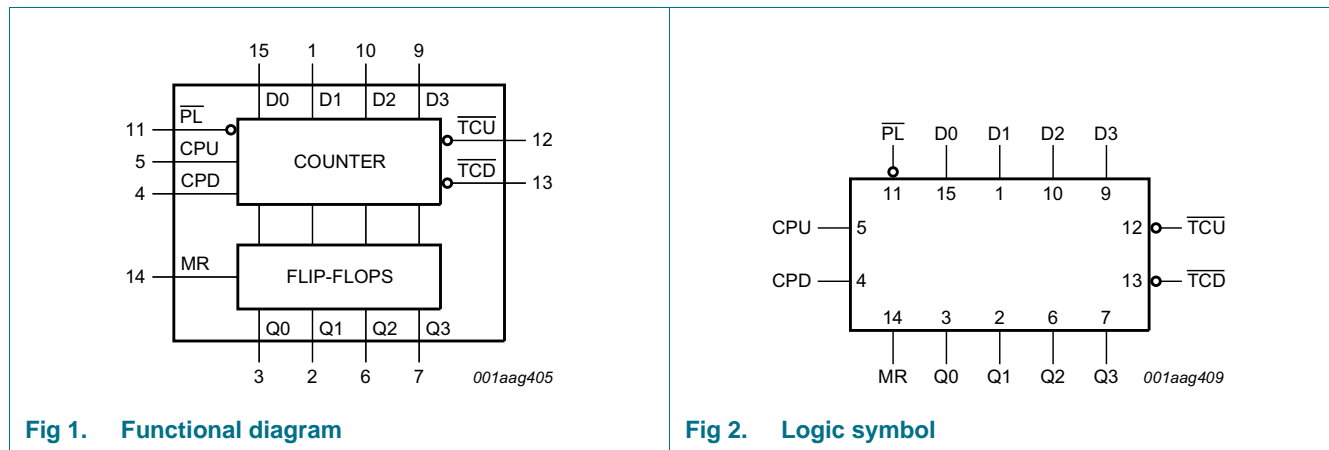 15 1 10 9
D0 D1 D2 D3
11 PL
TCU 12
5 CPU
COUNTER
4 CPD
TCD 13
14 MR
FLIP-FLOPS
Q0 Q1 Q2 Q3
3 2 6 7
001aag405
Fig 1. Functional diagram
PL D0 D1 D2 D3
11 15 1 10 9
CPU 5
12 TCU
CPD 4
13 TCD
14 3 2 6 7
MR Q0 Q1 Q2 Q3
001aag409
Fig 2. Logic symbol